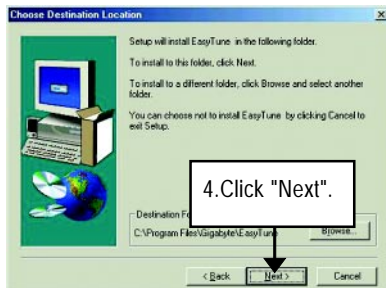 Choose Destination Location
Setup will install EasyTune in the following folder.
To install to this folder, click Next.
To install to a different folder, click Browse and select another
folder.
You can choose not to install EasyTune by clicking Cancel to
exit Setup.
4.Click "Next".
Destination Fo
C:\Program Files\Gigabyte\EasyTune
Browse...
< Back
Next >
Cancel